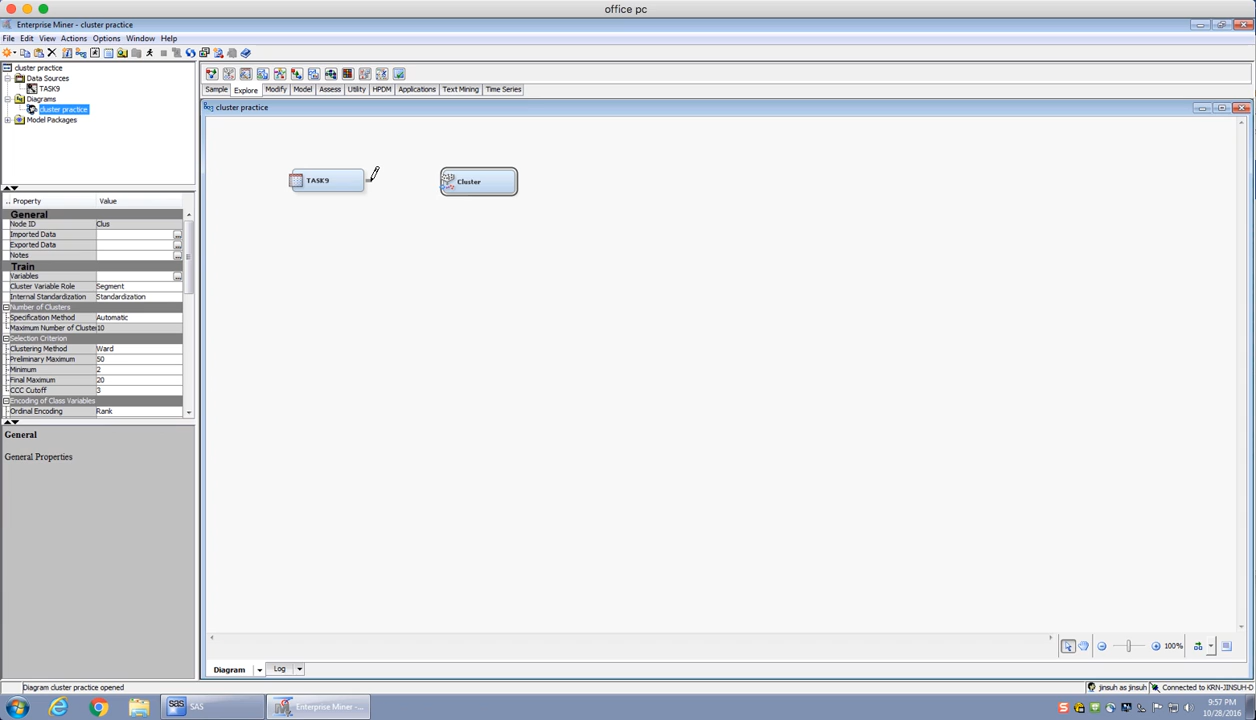 office pc
Enterprise Miner - cluster practice
File Edit View Actions Options Window Help
cluster practice
Data Sources
TASK9
Diagrams
cluster practice
Model Packages
Sample Explore Modify Model Assess Utility HPDM Applications Text Mining Time Series
cluster practice
TASK9
Cluster
.. Property Value
General
Node ID Clus
Imported Data ...
Exported Data ...
Notes ...
Train
Variables ...
Cluster Variable Role Segment
Internal Standardization Standardization
Number of Clusters
Specification Method Automatic
Maximum Number of Cluste 10
Selection Criterion
Clustering Method Ward
Preliminary Maximum 50
Minimum 2
Final Maximum 20
CCC Cutoff 3
Encoding of Class Variables
Ordinal Encoding Rank
General
General Properties
100%
Diagram Log
Diagram cluster practice opened
jinsuh as jinsuh Connected to KRN-JINSUH-D
sas SAS
Enterprise Miner -...
9:57 PM
10/28/2016